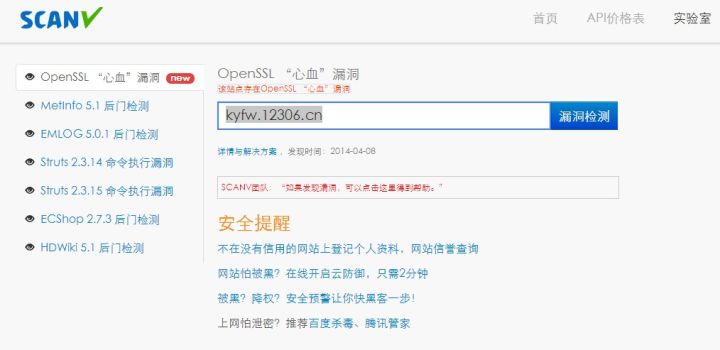 SCANV
首页 API价格表 实验室
OpenSSL “心血”漏洞 new
MetInfo 5.1 后门检测
EMLOG 5.0.1 后门检测
Struts 2.3.14 命令执行漏洞
Struts 2.3.15 命令执行漏洞
ECShop 2.7.3 后门检测
HDWiki 5.1 后门检测
OpenSSL “心血”漏洞
该站点存在OpenSSL “心血”漏洞
kyfw.12306.cn 漏洞检测
详情与解决方案 ，发现时间：2014-04-08
SCANV团队：“如果发现漏洞，可以点击这里得到帮助。”
安全提醒
不在没有信用的网站上登记个人资料，网站信誉查询
网站怕被黑？在线开启云防御，只需2分钟
被黑？降权？安全预警让你快黑客一步！
上网怕泄密？推荐百度杀毒、腾讯管家